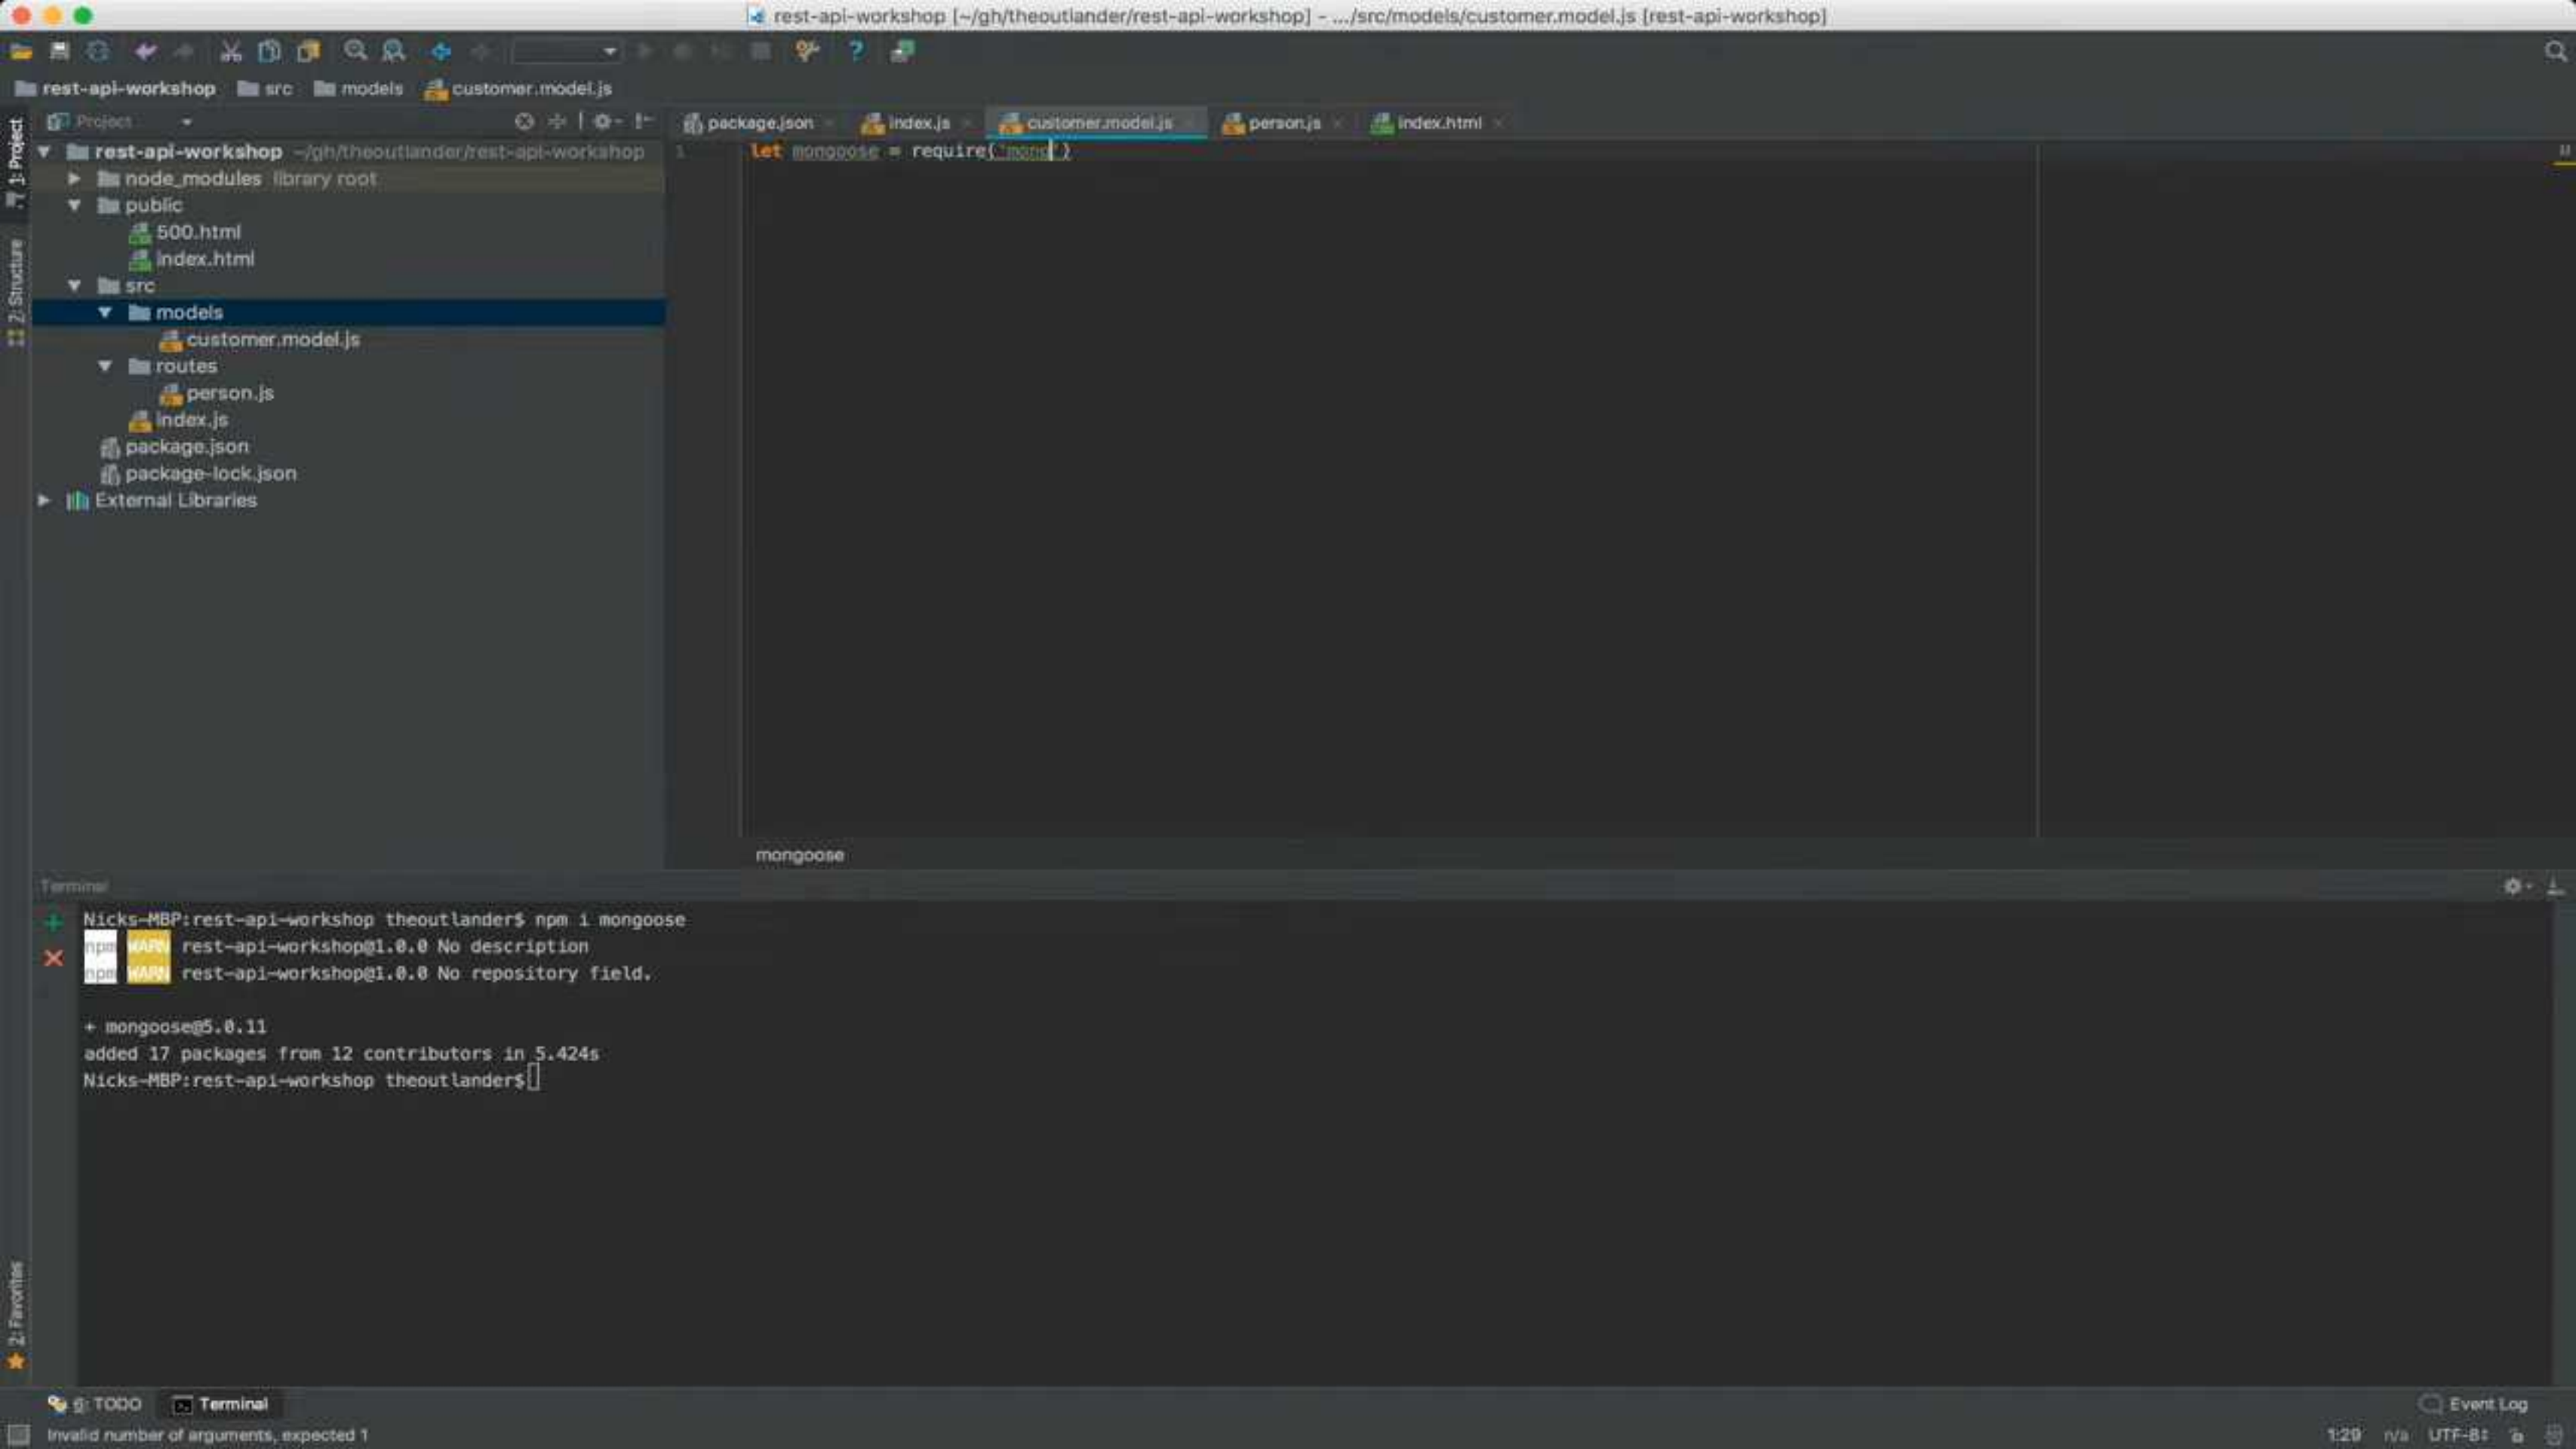 rest-api-workshop [~/gh/theoutlander/rest-api-workshop] - .../src/models/customer.model.js [rest-api-workshop]
rest-api-workshop src models customer.model.js
1: Project
2: Structure
2: Favorites
Project
rest-api-workshop ~/gh/theoutlander/rest-api-workshop
node_modules library root
public
500.html
index.html
src
models
customer.model.js
routes
person.js
index.js
package.json
package-lock.json
External Libraries
package.json index.js customer.model.js person.js index.html
1 let mongoose = require('mong')
mongoose
Terminal
Nicks-MBP:rest-api-workshop theoutlander$ npm i mongoose
npm WARN rest-api-workshop@1.0.0 No description
npm WARN rest-api-workshop@1.0.0 No repository field.
+ mongoose@5.0.11
added 17 packages from 12 contributors in 5.424s
Nicks-MBP:rest-api-workshop theoutlander$
6: TODO Terminal Event Log
Invalid number of arguments, expected 1 1:29 n/a UTF-8